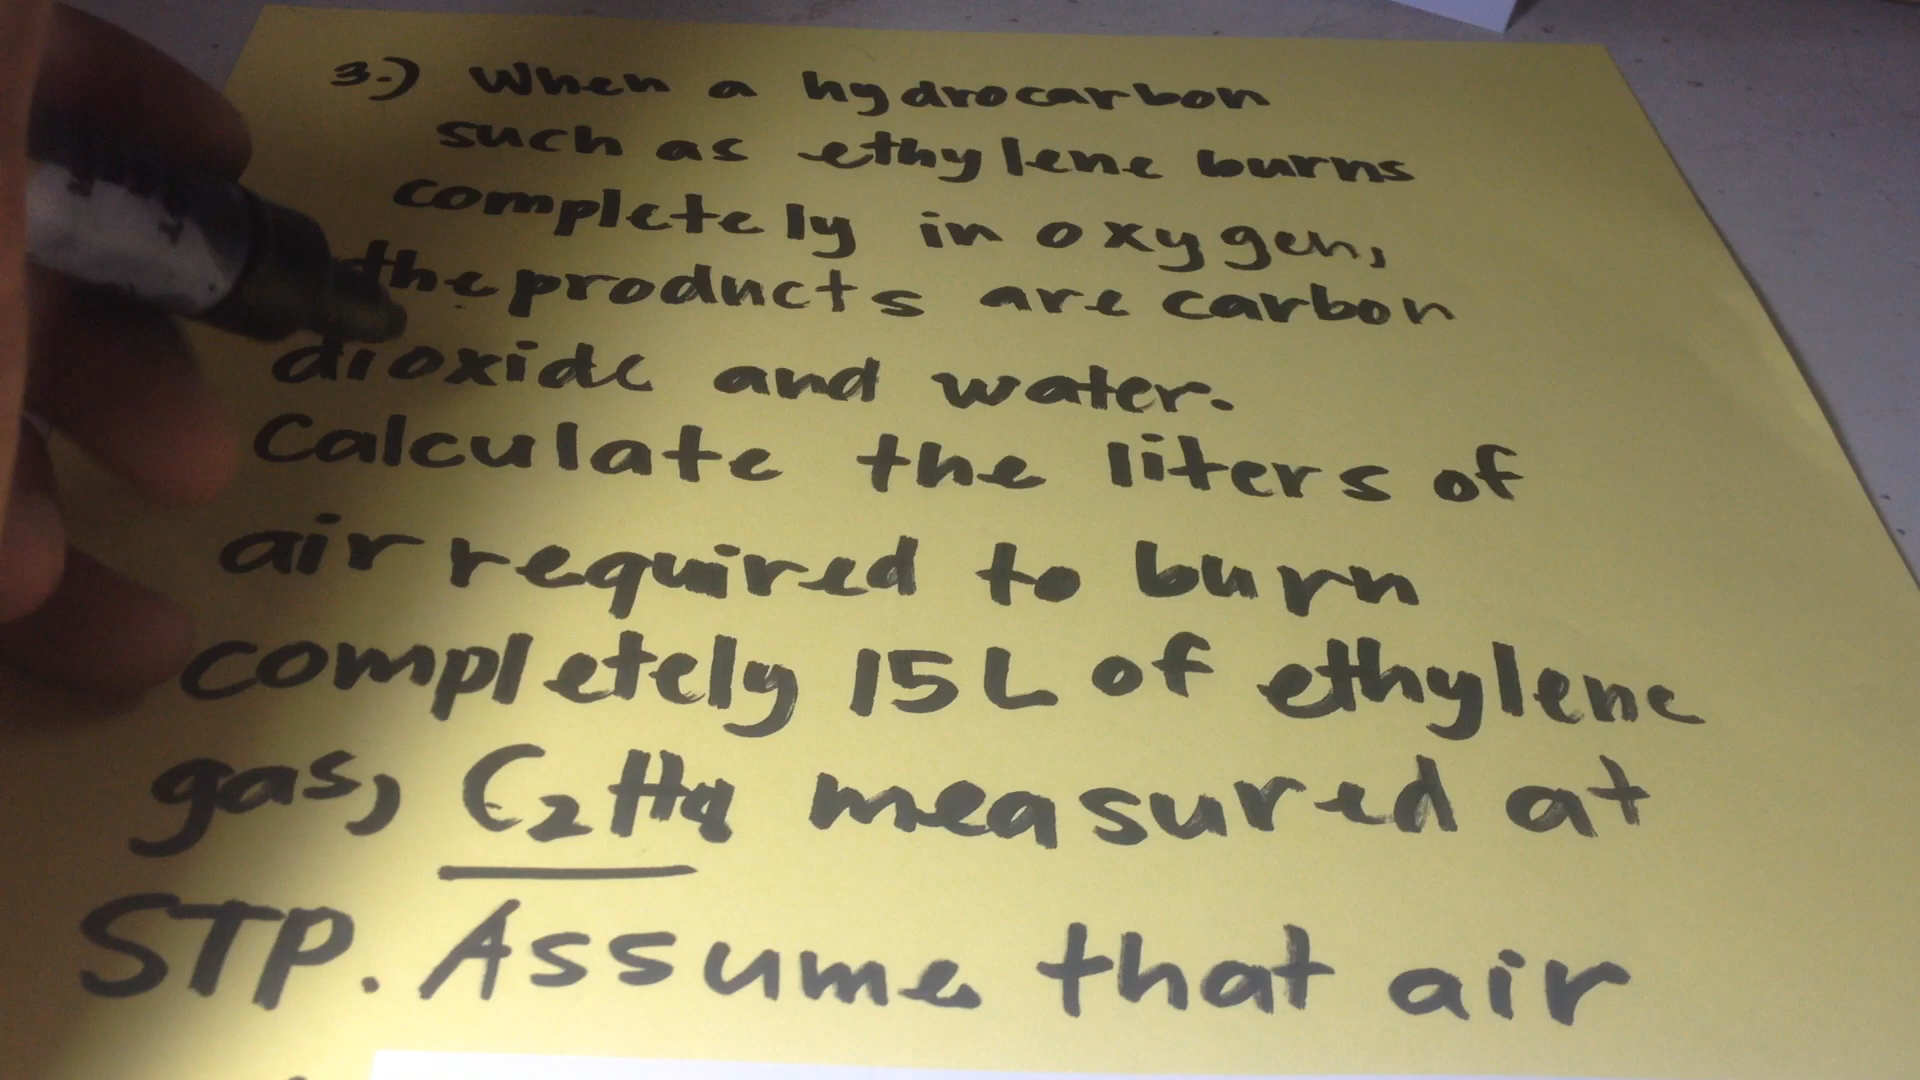 3.) When a hydrocarbon
such as ethylene burns
completely in oxygen,
the products are carbon
dioxide and water.
Calculate the liters of
air required to burn
completely 15 L of ethylene
gas, C2H4 measured at
STP. Assume that air